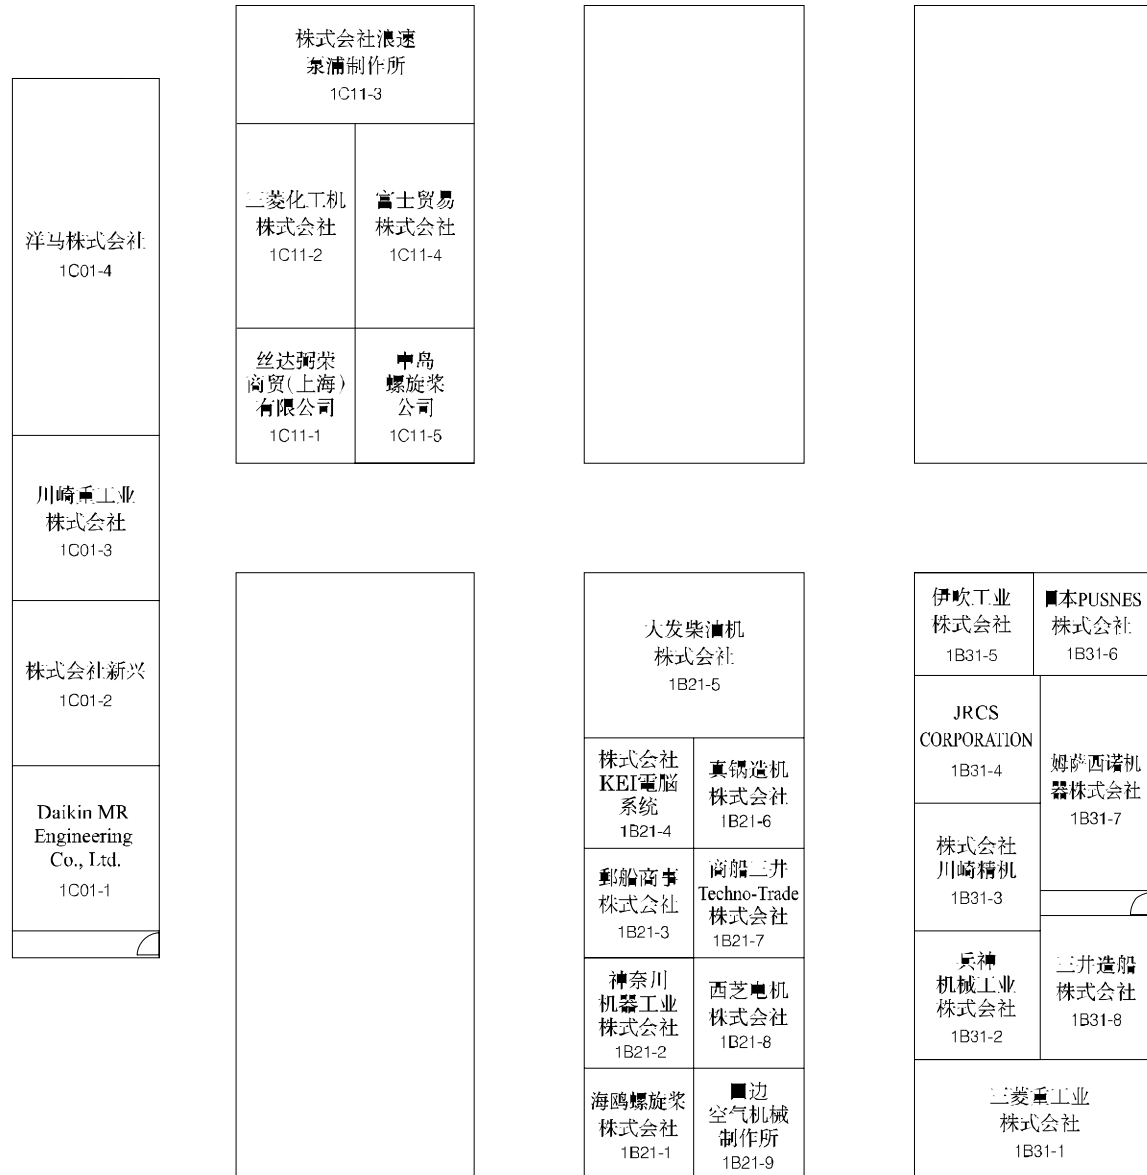 株式会社浪速
泵浦制作所
1C11-3
洋马株式会社
1C01-4
三菱化工机
株式会社
1C11-2
富士贸易
株式会社
1C11-4
丝达弼荣
商贸(上海)
有限公司
1C11-1
中岛
螺旋桨
公司
1C11-5
川崎重工业
株式会社
1C01-3
株式会社新兴
1C01-2
Daikin MR
Engineering
Co., Ltd.
1C01-1
大发柴油机
株式会社
1B21-5
株式会社
KEI電脳
系统
1B21-4
真锅造机
株式会社
1B21-6
郵船商事
株式会社
1B21-3
商船三井
Techno-Trade
株式会社
1B21-7
神奈川
机器工业
株式会社
1B21-2
西芝电机
株式会社
1B21-8
海鸥螺旋桨
株式会社
1B21-1
田边
空气机械
制作所
1B21-9
伊吹工业
株式会社
1B31-5
日本PUSNES
株式会社
1B31-6
JRCS
CORPORATION
1B31-4
姆萨西诺机
器株式会社
1B31-7
株式会社
川崎精机
1B31-3
兵神
机械工业
株式会社
1B31-2
三井造船
株式会社
1B31-8
三菱重工业
株式会社
1B31-1